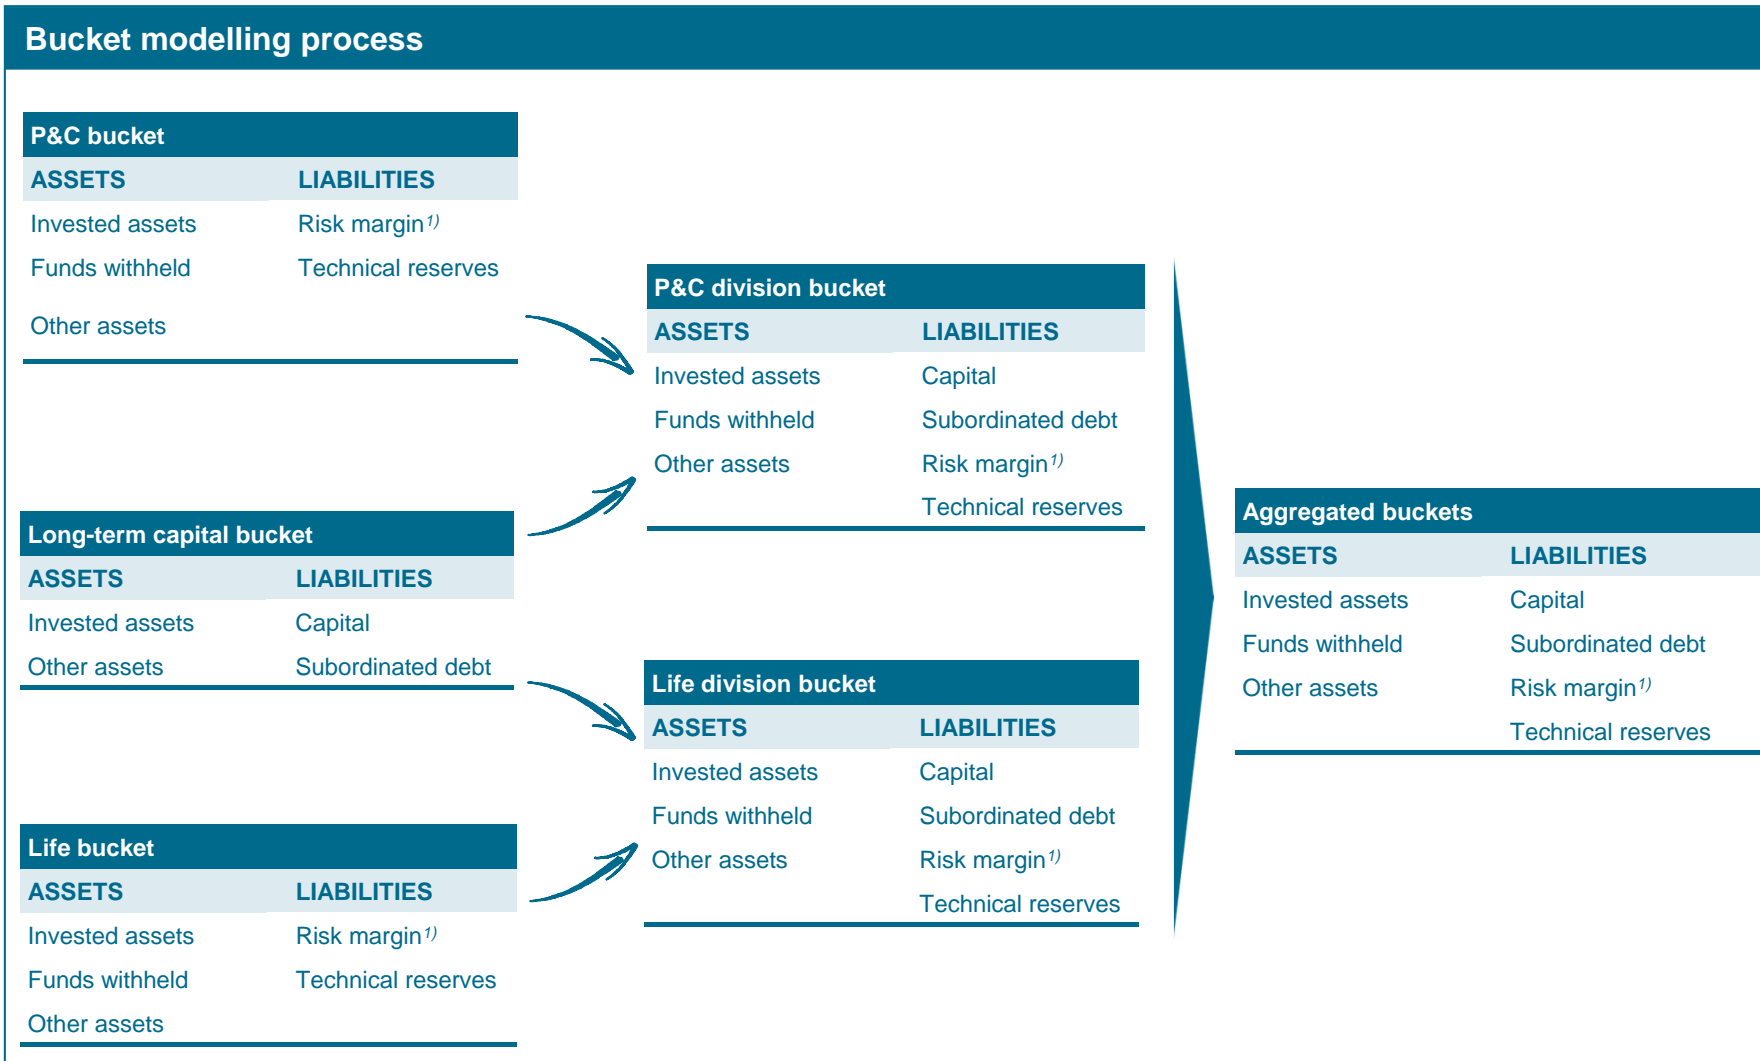 Bucket modelling process
P&C bucket
ASSETS LIABILITIES
Invested assets Risk margin1)
Funds withheld Technical reserves
Other assets
Long-term capital bucket
ASSETS LIABILITIES
Invested assets Capital
Other assets Subordinated debt
Life bucket
ASSETS LIABILITIES
Invested assets Risk margin1)
Funds withheld Technical reserves
Other assets
P&C division bucket
ASSETS LIABILITIES
Invested assets Capital
Funds withheld Subordinated debt
Other assets Risk margin1)
Technical reserves
Life division bucket
ASSETS LIABILITIES
Invested assets Capital
Funds withheld Subordinated debt
Other assets Risk margin1)
Technical reserves
Aggregated buckets
ASSETS LIABILITIES
Invested assets Capital
Funds withheld Subordinated debt
Other assets Risk margin1)
Technical reserves